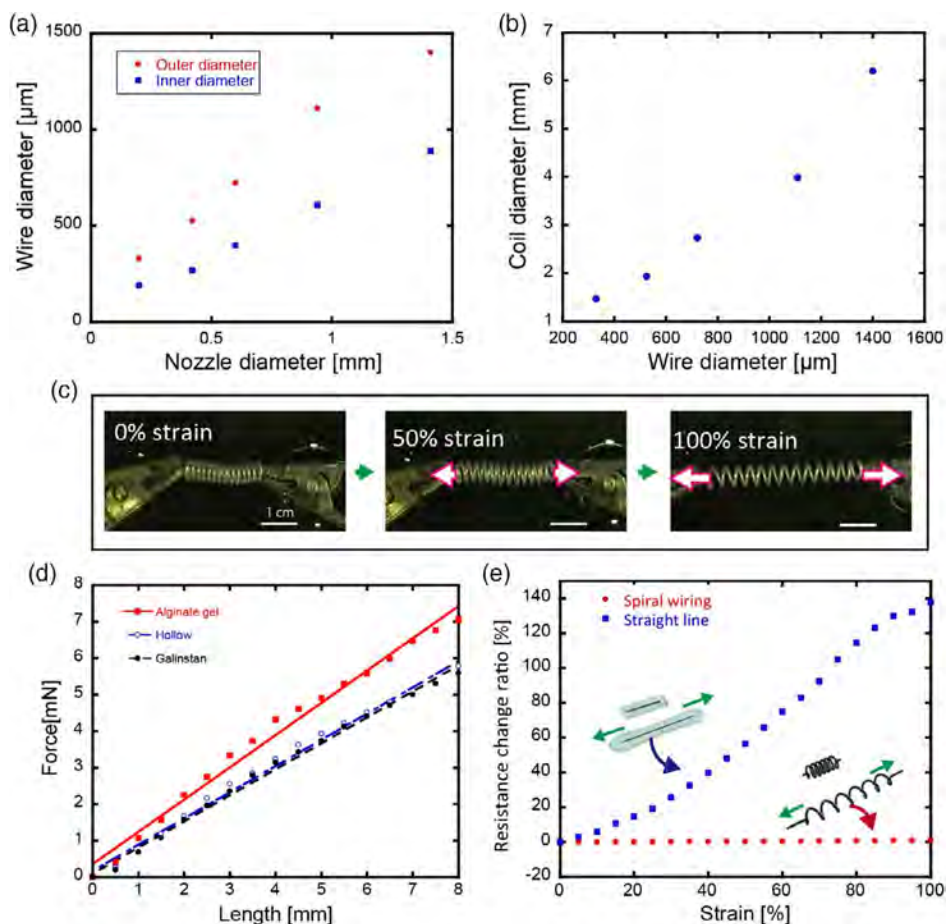 (a)
1500
1000
500
0
0
0.5
1
1.5
Wire diameter [µm]
Nozzle diameter [mm]
Outer diameter
Inner diameter
(b)
7
6
5
4
3
2
1
200
400
600
800
1000
1200
1400
1600
Coil diameter [mm]
Wire diameter [µm]
(c)
0% strain
1 cm
50% strain
100% strain
(d)
8
7
6
5
4
3
2
1
0
0
1
2
3
4
5
6
7
8
Force[mN]
Length [mm]
Alginate gel
Hollow
Galinstan
(e)
140
120
100
80
60
40
20
0
-20
0
20
40
60
80
100
Resistance change ratio [%]
Strain [%]
Spiral wiring
Straight line